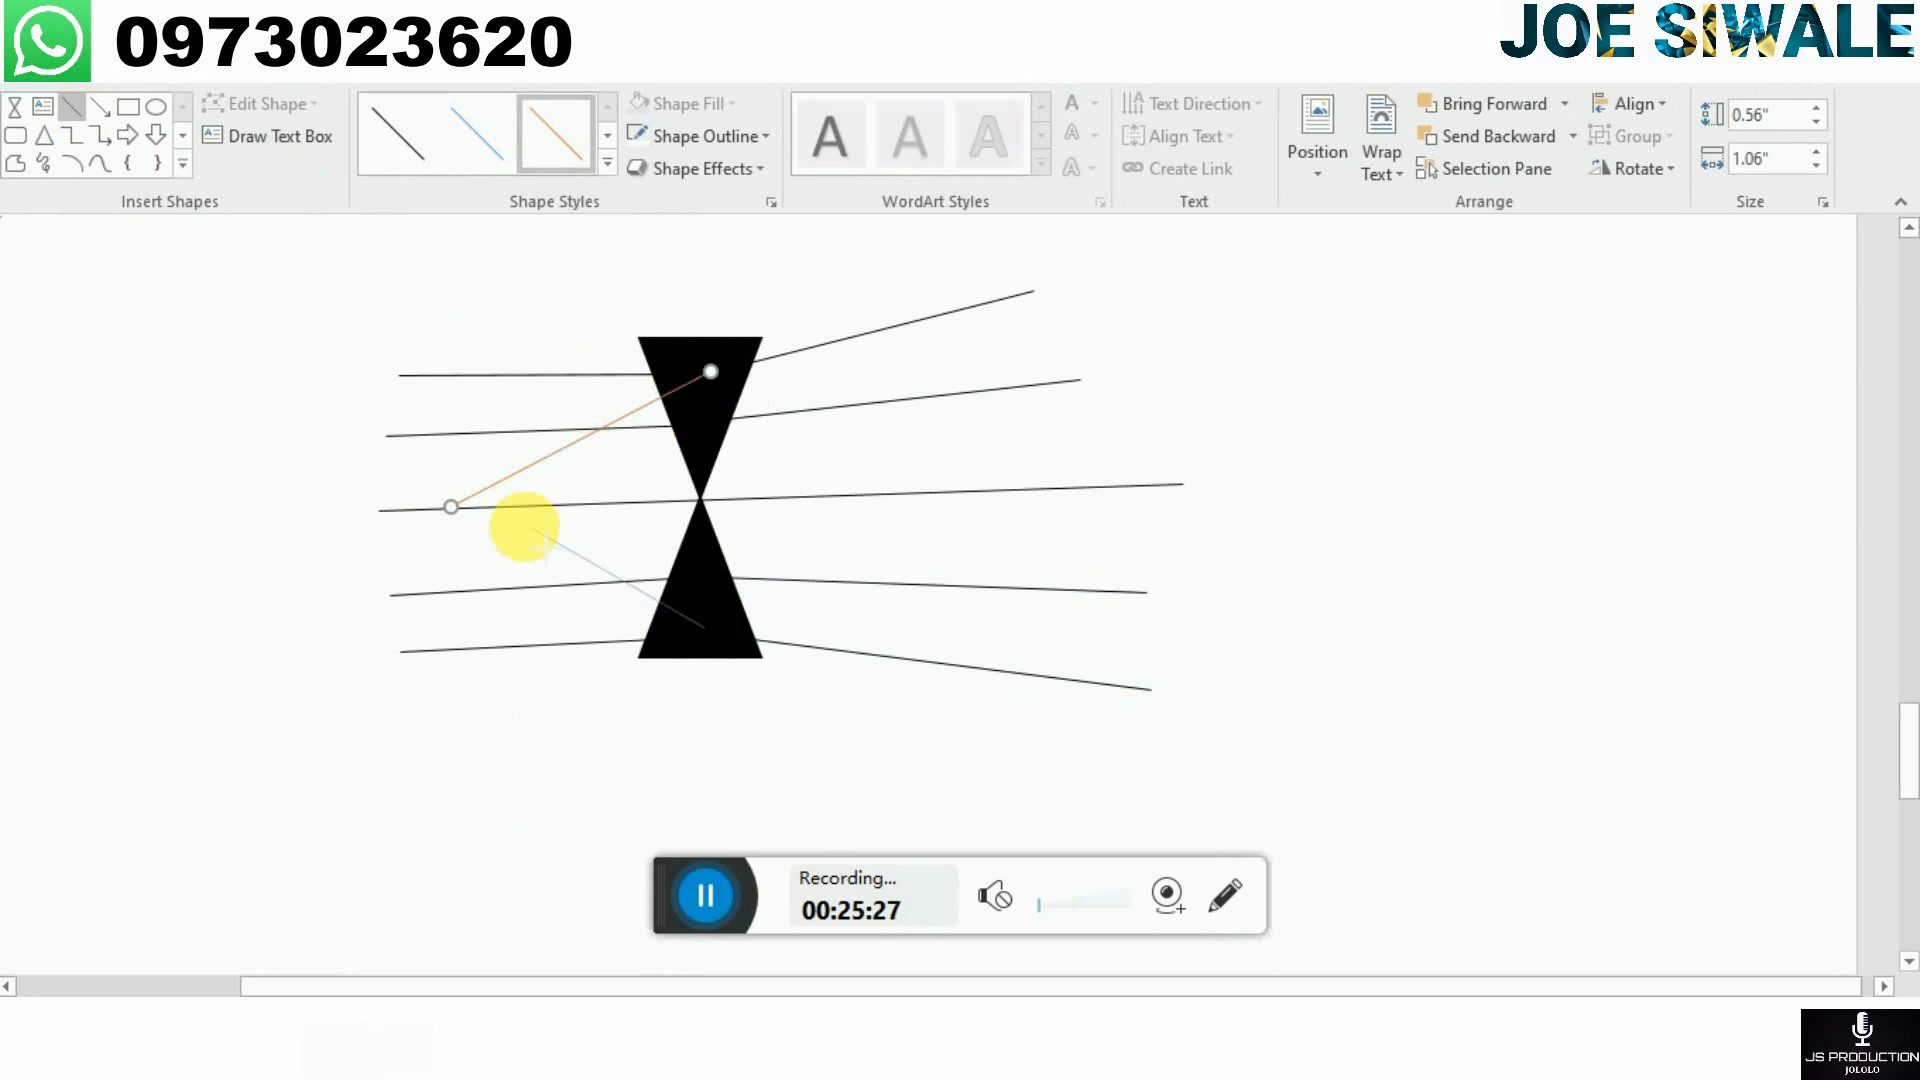 0973023620
JOE SIWALE
Edit Shape
Draw Text Box
Insert Shapes
Shape Fill
Shape Outline
Shape Effects
Shape Styles
A A A
WordArt Styles
A
A
A
Text Direction
Align Text
Create Link
Text
Position
Wrap
Text
Bring Forward
Send Backward
Selection Pane
Align
Group
Rotate
Arrange
0.56"
1.06"
Size
Recording...
00:25:27
JS PRODUCTION
JOLOLO